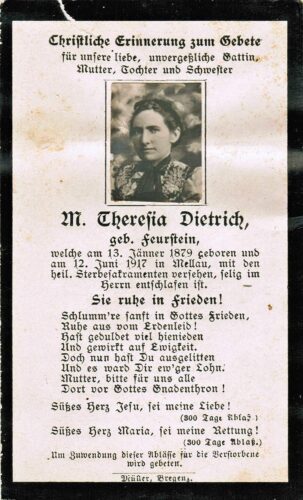 Christliche Erinnerung zum Gebete
für unsere liebe, unvergeßliche Gattin,
Mutter, Tochter und Schwester
M. Theresia Dietrich,
geb. Feurstein,
welche am 13. Jänner 1879 geboren und
am 12. Juni 1917 in Mellau, mit den
heil. Sterbesakramenten versehen, selig im
Herrn entschlafen ist.
Sie ruhe in Frieden!
Schlumm're sanft in Gottes Frieden,
Ruhe aus vom Erdenleid!
Hast geduldet viel hienieden
Und gewirkt auf Ewigkeit.
Doch nun hast Du ausgelitten
Und es ward Dir ew'ger Lohn.
Mutter, bitte für uns alle
Dort vor Gottes Gnadenthron!
Süßes Herz Jesu, sei meine Liebe!
(300 Tage Ablaß.)
Süßes Herz Maria, sei meine Rettung!
(300 Tage Ablaß.)
Um Zuwendung dieser Ablässe für die Verstorbene
wird gebeten.
Bregenz.